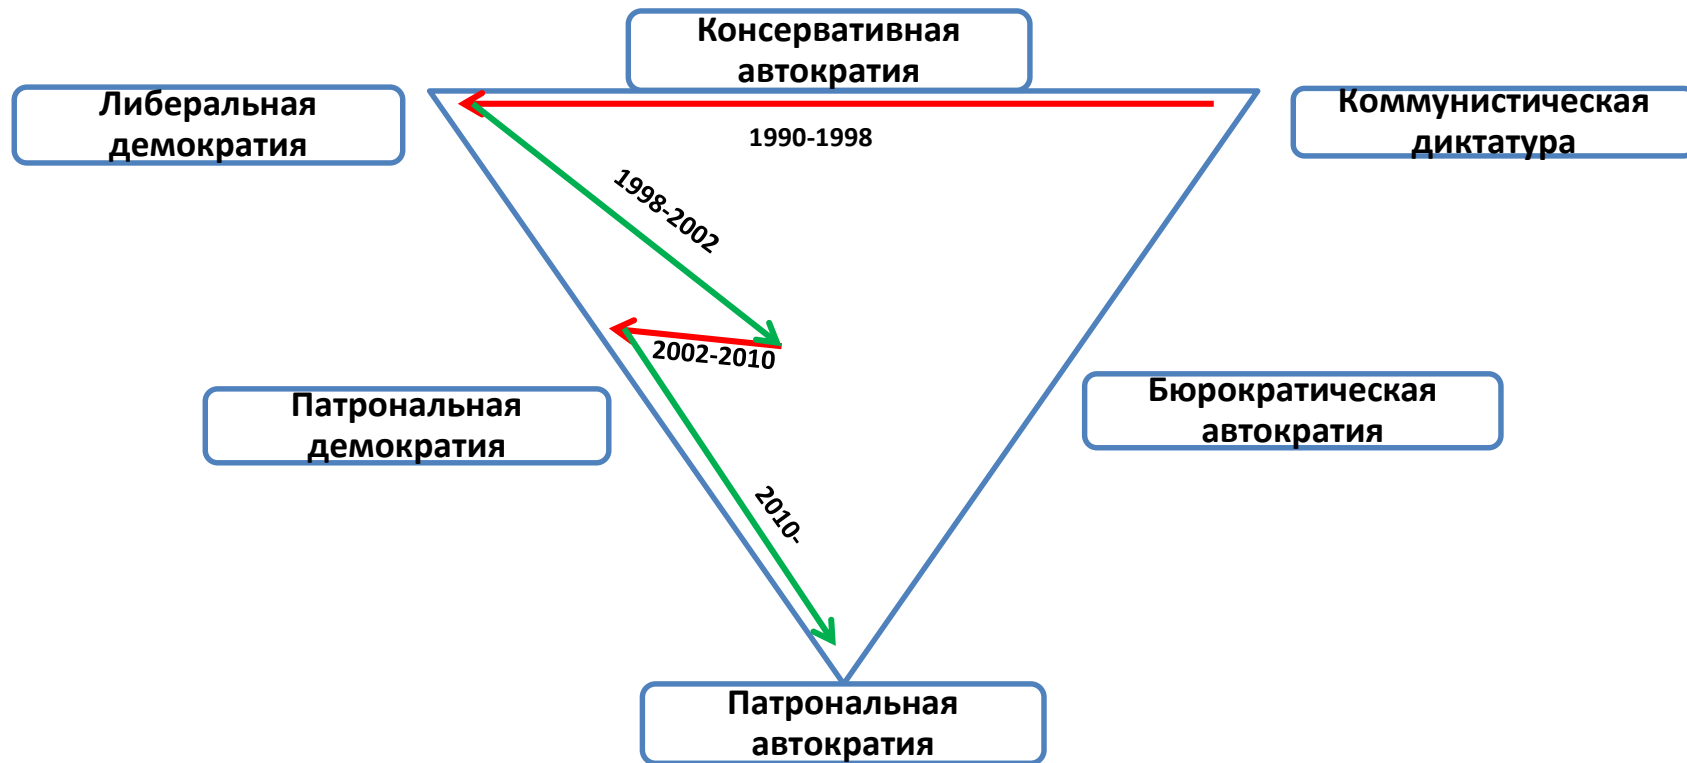 Консервативная
автократия
Либеральная
демократия
Коммунистическая
диктатура
1990-1998
1998-2002
2002-2010
Патрональная
демократия
Бюрократическая
автократия
2010-
Патрональная
автократия